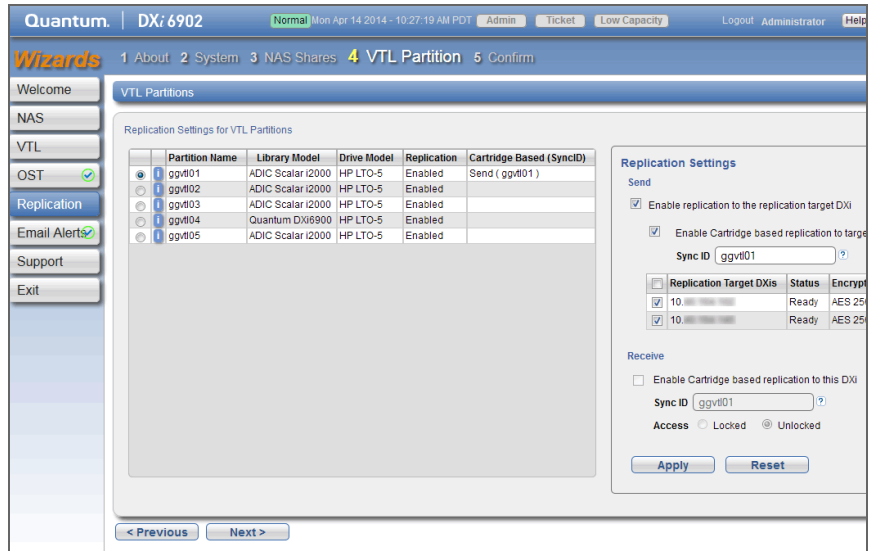 Quantum. DXi 6902 Normal Mon Apr 14 2014 - 10:27:19 AM PDT Admin Ticket Low Capacity Logout Administrator Help
Wizards 1 About 2 System 3 NAS Shares 4 VTL Partition 5 Confirm
Welcome
NAS
VTL
OST
Replication
Email Alerts
Support
Exit
VTL Partitions
Replication Settings for VTL Partitions
Partition Name Library Model Drive Model Replication Cartridge Based (SyncID)
ggvtl01 ADIC Scalar i2000 HP LTO-5 Enabled Send ( ggvtl01 )
ggvtl02 ADIC Scalar i2000 HP LTO-5 Enabled
ggvtl03 ADIC Scalar i2000 HP LTO-5 Enabled
ggvtl04 Quantum DXi6900 HP LTO-5 Enabled
ggvtl05 ADIC Scalar i2000 HP LTO-5 Enabled
Replication Settings
Send
Enable replication to the replication target DXi
Enable Cartridge based replication to targe
Sync ID ggvtl01 ?
Replication Target DXis Status Encrypt
10. Ready AES 25
10. Ready AES 25
Receive
Enable Cartridge based replication to this DXi
Sync ID ggvtl01 ?
Access Locked Unlocked
Apply Reset
< Previous Next >